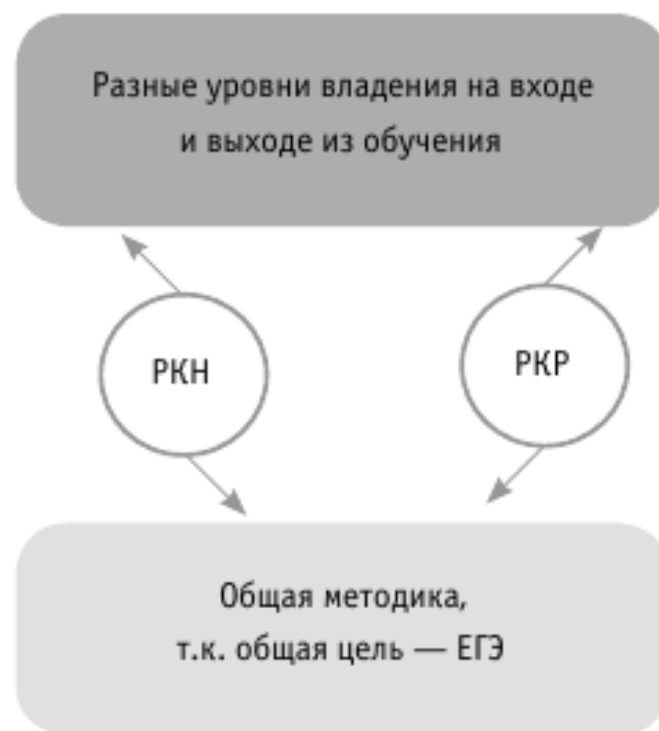 Разные уровни владения на входе
и выходе из обучения
РКН
РКР
Общая методика,
т.к. общая цель — ЕГЭ